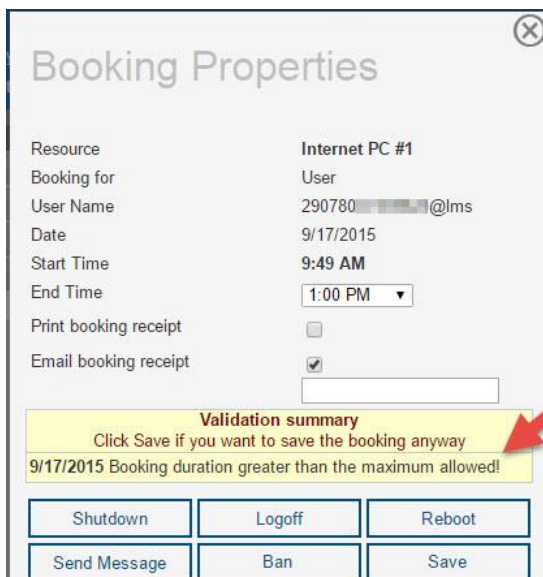 Booking Properties
Resource Internet PC #1
Booking for User
User Name 290780 @lms
Date 9/17/2015
Start Time 9:49 AM
End Time 1:00 PM
Print booking receipt
Email booking receipt
Validation summary
Click Save if you want to save the booking anyway
9/17/2015 Booking duration greater than the maximum allowed!
Shutdown Logoff Reboot
Send Message Ban Save